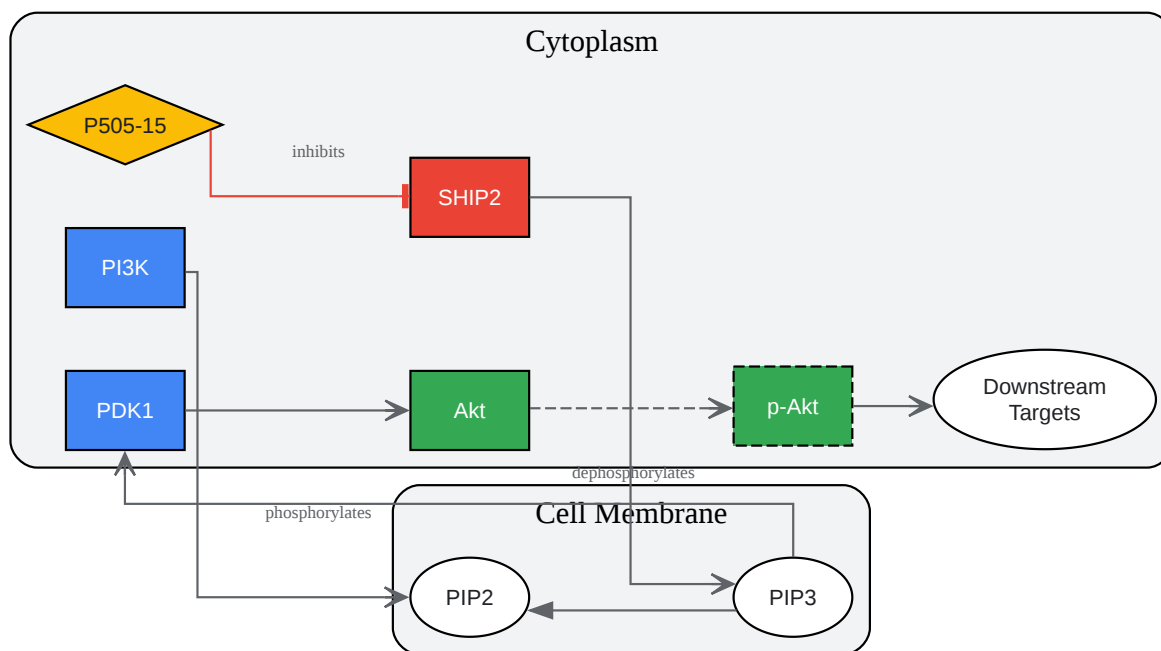 Cytoplasm
P505-15
inhibits
SHIP2
PI3K
PDK1
Akt
p-Akt
Downstream
Targets
dephosphorylates
phosphorylates
Cell Membrane
PIP2
PIP3